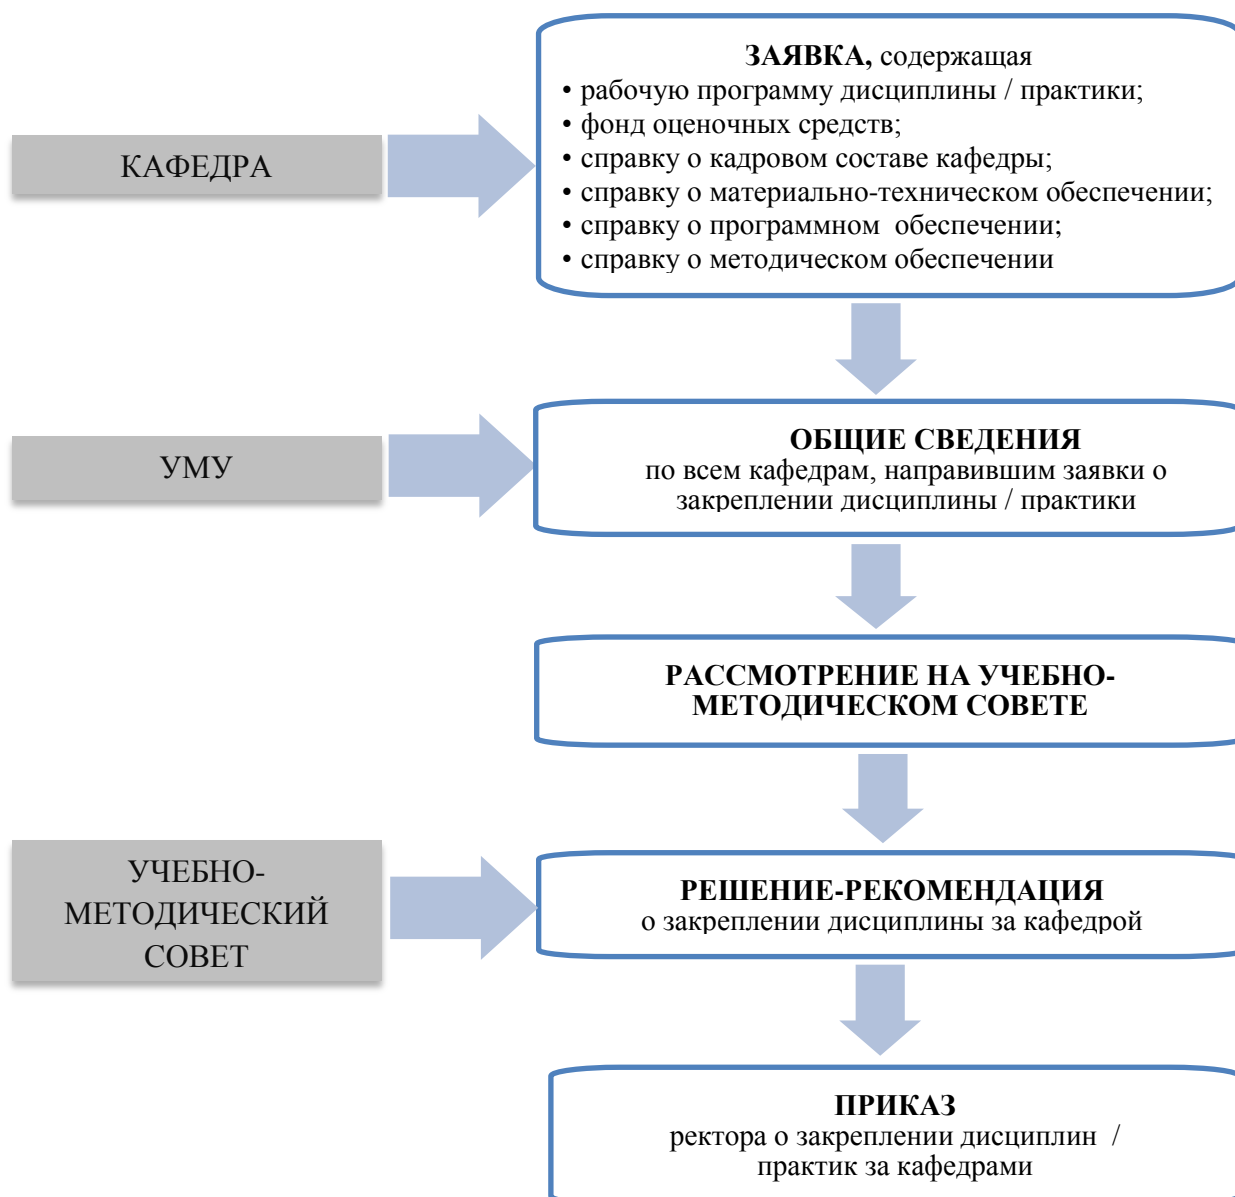 КАФЕДРА
ЗАЯВКА, содержащая
• рабочую программу дисциплины / практики;
• фонд оценочных средств;
• справку о кадровом составе кафедры;
• справку о материально-техническом обеспечении;
• справку о программном обеспечении;
• справку о методическом обеспечении
УМУ
ОБЩИЕ СВЕДЕНИЯ
по всем кафедрам, направившим заявки о
закреплении дисциплины / практики
РАССМОТРЕНИЕ НА УЧЕБНО-
МЕТОДИЧЕСКОМ СОВЕТЕ
УЧЕБНО-
МЕТОДИЧЕСКИЙ
СОВЕТ
РЕШЕНИЕ-РЕКОМЕНДАЦИЯ
о закреплении дисциплины за кафедрой
ПРИКАЗ
ректора о закреплении дисциплин /
практик за кафедрами